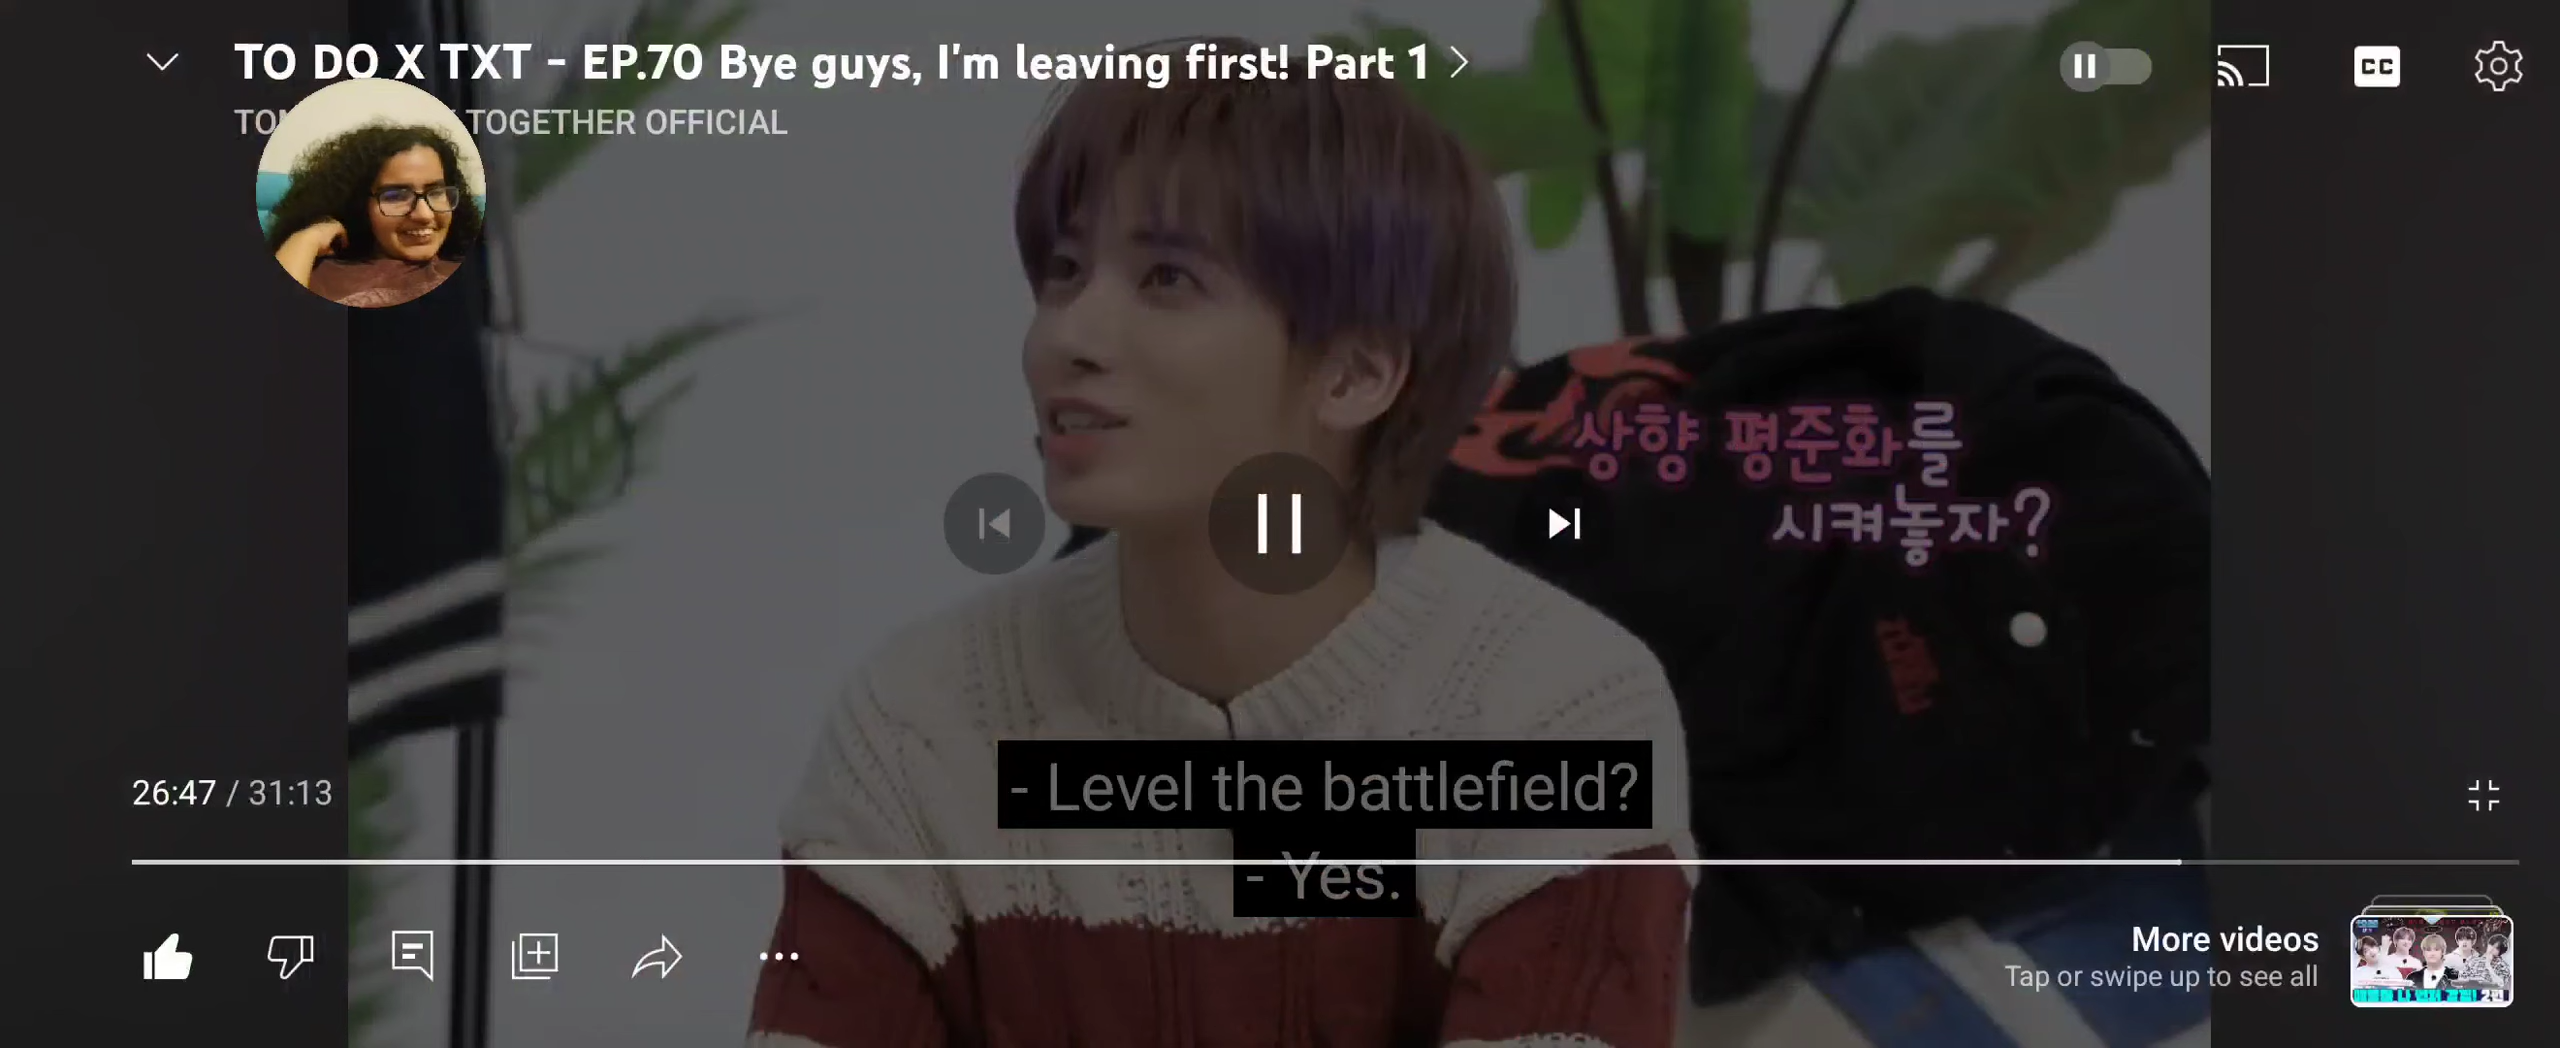 TO DO X TXT - EP.70 Bye guys, I'm leaving first! Part 1
TOGETHER OFFICIAL
CC
상향 평준화를
시켜놓자?
- Level the battlefield?
- Yes.
26:47 / 31:13
More videos
Tap or swipe up to see all